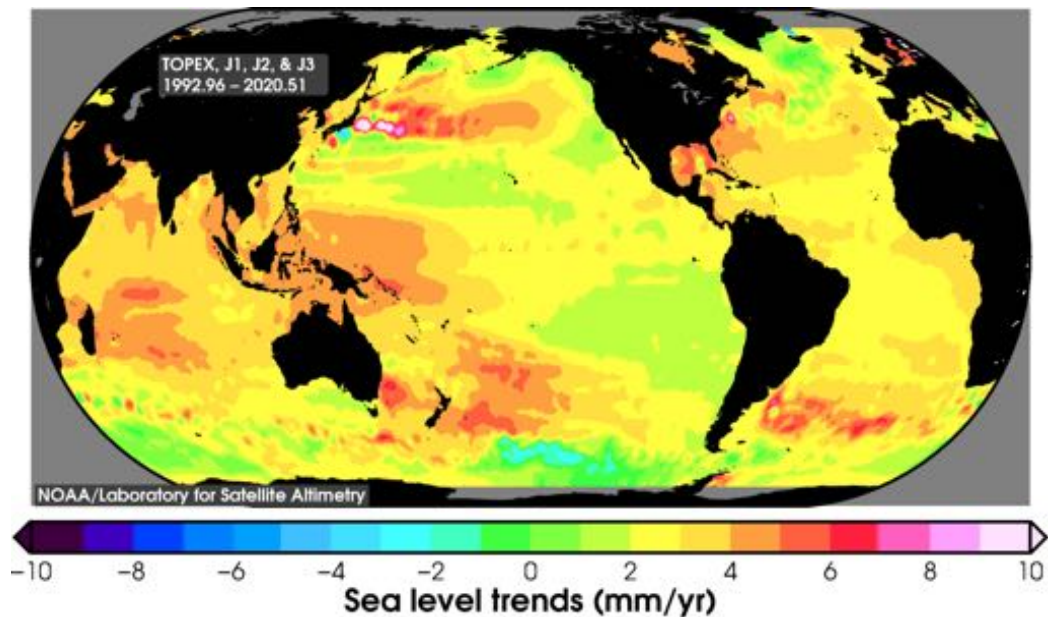 TOPEX, J1, J2, & J3
1992.96 – 2020.51
NOAA/Laboratory for Satellite Altimetry
−10 −8 −6 −4 −2 0 2 4 6 8 10
Sea level trends (mm/yr)